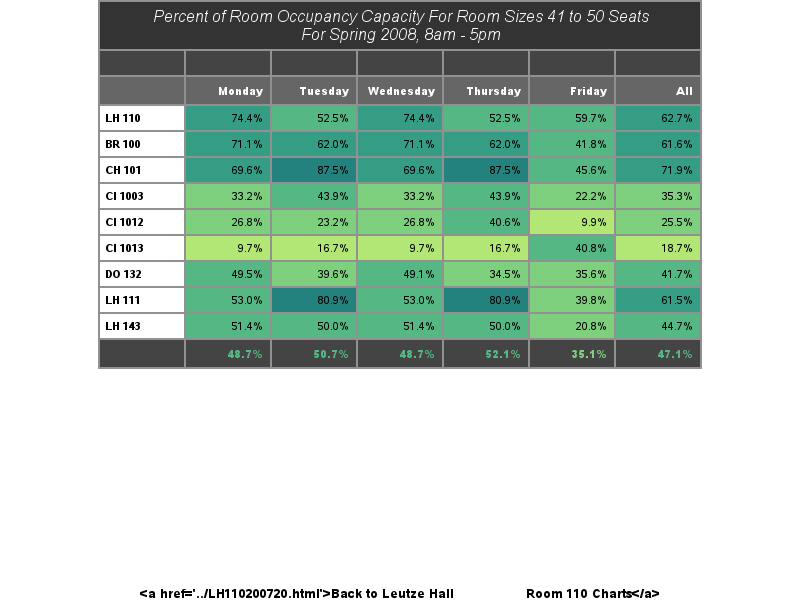 Percent of Room Occupancy Capacity For Room Sizes 41 to 50 Seats
For Spring 2008, 8am - 5pm
Monday Tuesday Wednesday Thursday Friday All
LH 110 74.4% 52.5% 74.4% 52.5% 59.7% 62.7%
BR 100 71.1% 62.0% 71.1% 62.0% 41.8% 61.6%
CH 101 69.6% 87.5% 69.6% 87.5% 45.6% 71.9%
CI 1003 33.2% 43.9% 33.2% 43.9% 22.2% 35.3%
CI 1012 26.8% 23.2% 26.8% 40.6% 9.9% 25.5%
CI 1013 9.7% 16.7% 9.7% 16.7% 40.8% 18.7%
DO 132 49.5% 39.6% 49.1% 34.5% 35.6% 41.7%
LH 111 53.0% 80.9% 53.0% 80.9% 39.8% 61.5%
LH 143 51.4% 50.0% 51.4% 50.0% 20.8% 44.7%
48.7% 50.7% 48.7% 52.1% 35.1% 47.1%
<a href='../LH110200720.html'>Back to Leutze Hall Room 110 Charts</a>